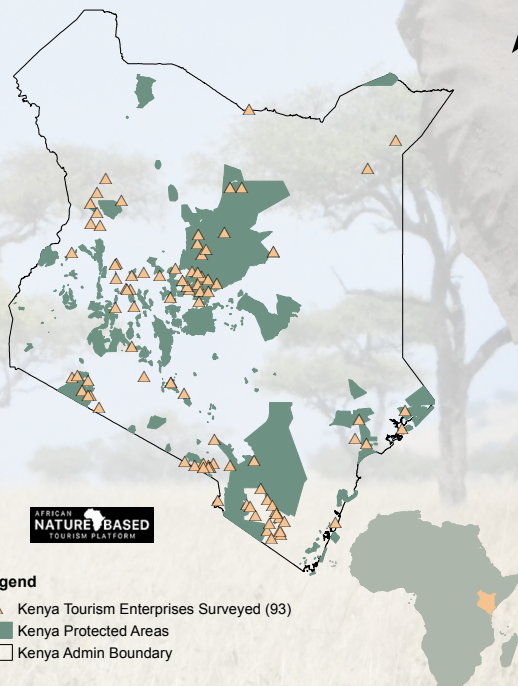 AFRICAN
NATURE BASED
TOURISM PLATFORM
egend
Kenya Tourism Enterprises Surveyed (93)
Kenya Protected Areas
Kenya Admin Boundary